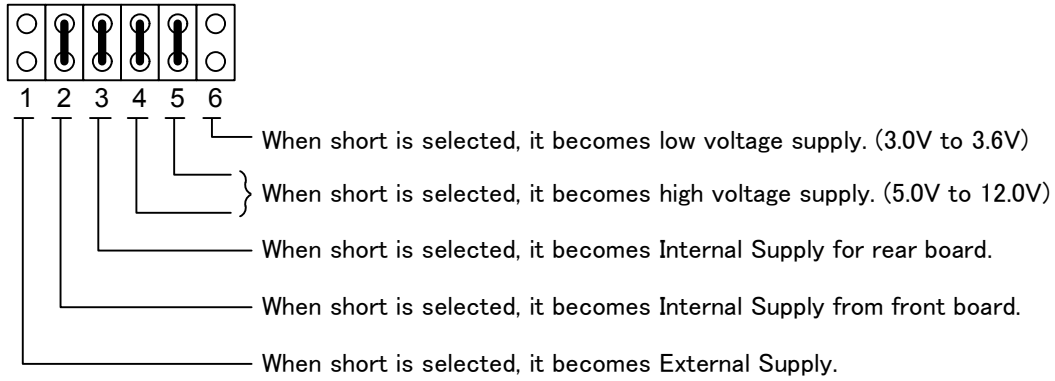 1 2 3 4 5 6
When short is selected, it becomes low voltage supply. (3.0V to 3.6V)
When short is selected, it becomes high voltage supply. (5.0V to 12.0V)
When short is selected, it becomes Internal Supply for rear board.
When short is selected, it becomes Internal Supply from front board.
When short is selected, it becomes External Supply.